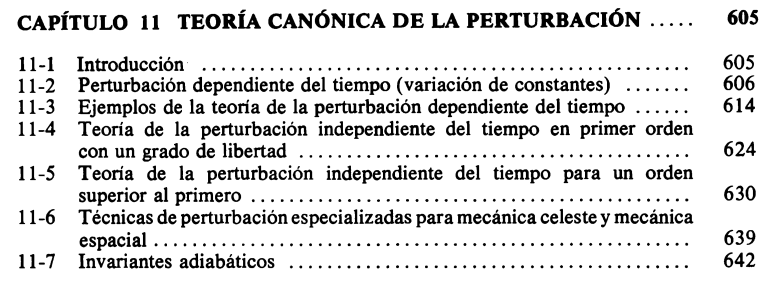 CAPÍTULO 11 TEORÍA CANÓNICA DE LA PERTURBACIÓN ..... 605
11-1 Introducción ..................................................... 605
11-2 Perturbación dependiente del tiempo (variación de constantes) ....... 606
11-3 Ejemplos de la teoría de la perturbación dependiente del tiempo ...... 614
11-4 Teoría de la perturbación independiente del tiempo en primer orden
con un grado de libertad .......................................... 624
11-5 Teoría de la perturbación independiente del tiempo para un orden
superior al primero ................................................ 630
11-6 Técnicas de perturbación especializadas para mecánica celeste y mecánica
espacial ........................................................... 639
11-7 Invariantes adiabáticos ........................................... 642